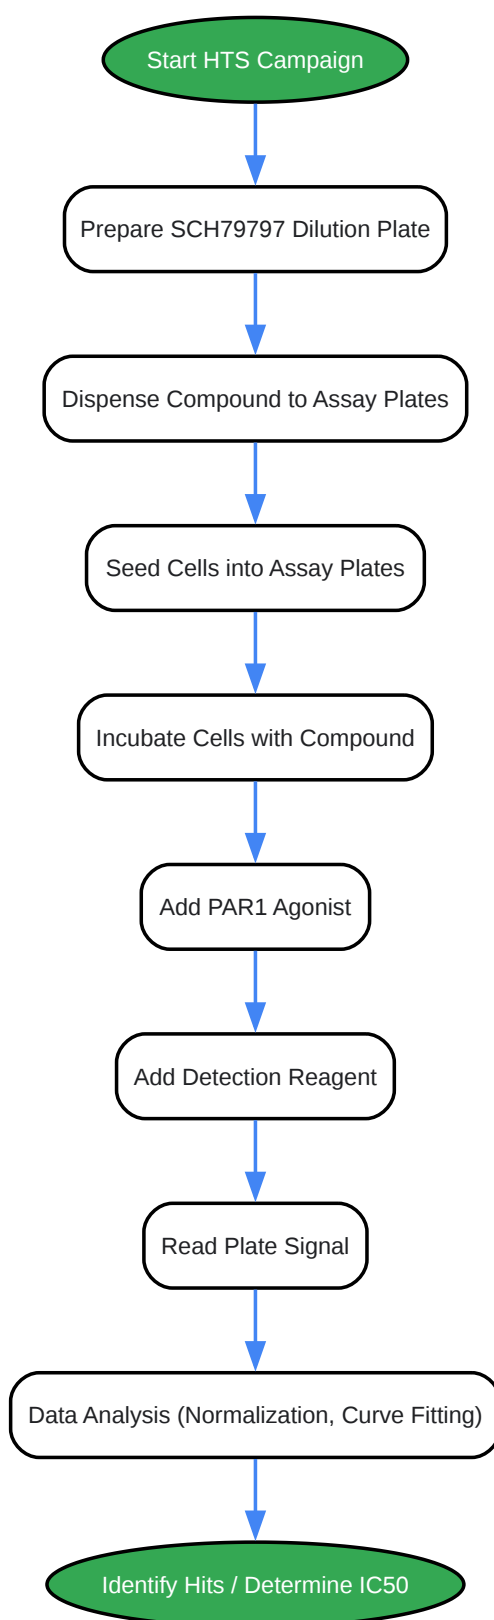 Start HTS Campaign
Prepare SCH79797 Dilution Plate
Dispense Compound to Assay Plates
Seed Cells into Assay Plates
Incubate Cells with Compound
Add PAR1 Agonist
Add Detection Reagent
Read Plate Signal
Data Analysis (Normalization, Curve Fitting)
Identify Hits / Determine IC50